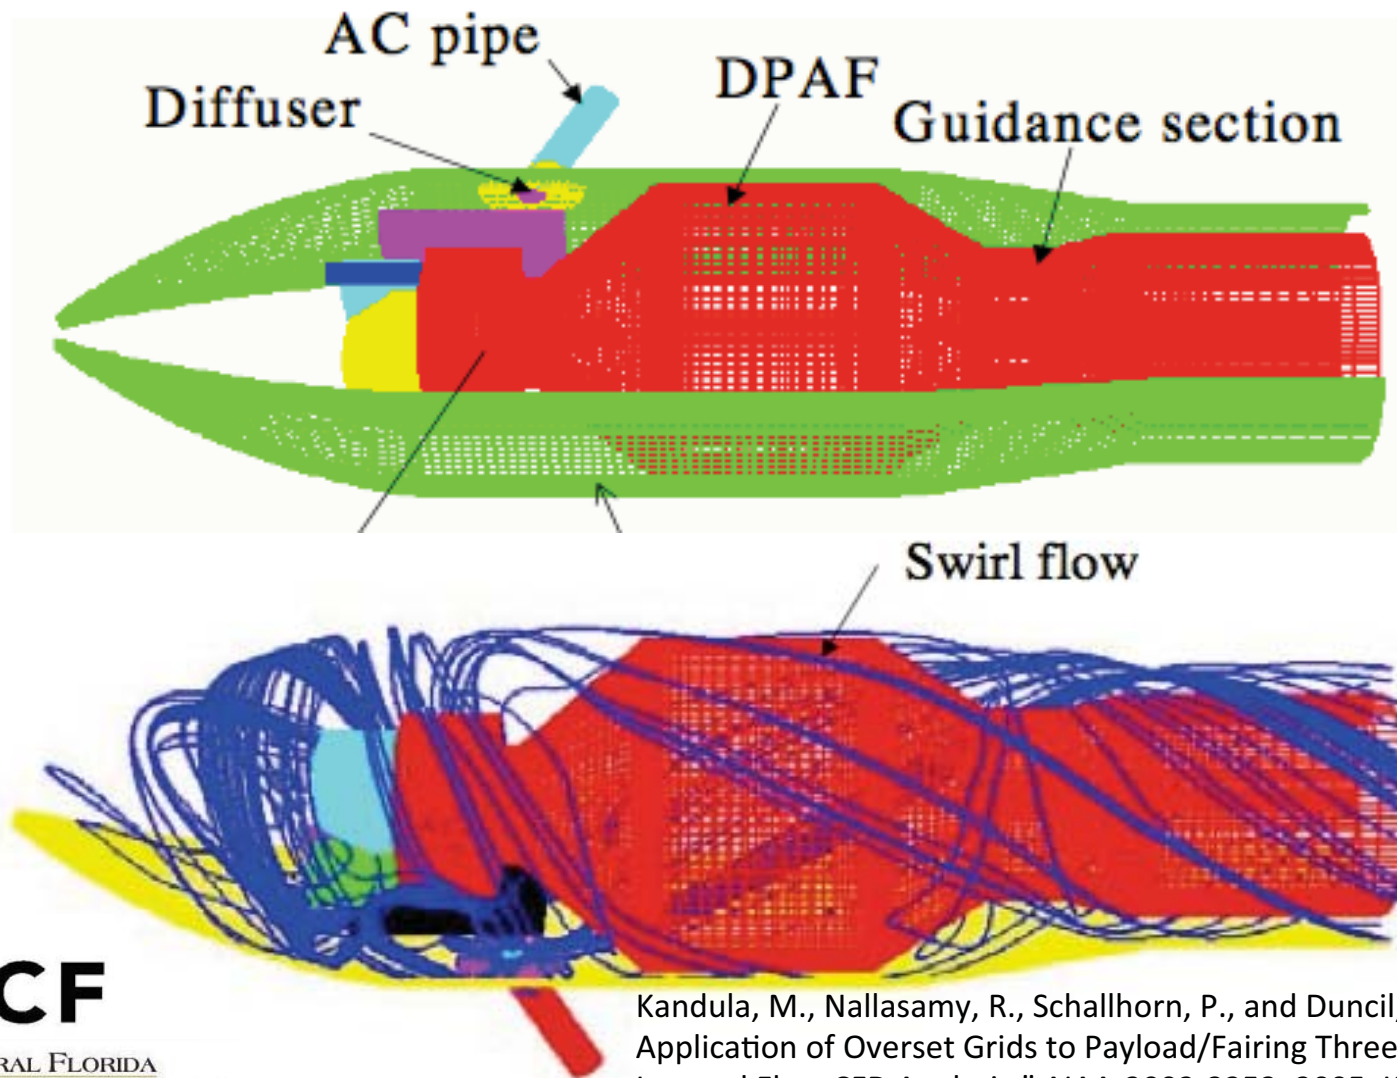 AC pipe
DPAF
Diffuser
Guidance section
Swirl flow
CF
RAL FLORIDA
Kandula, M., Nallasamy, R., Schallhorn, P., and Duncil,
Application of Overset Grids to Payload/Fairing Three